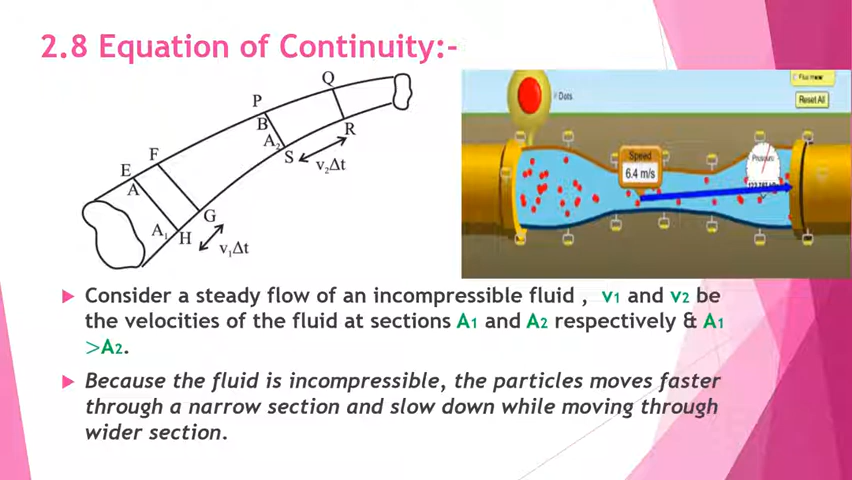 2.8 Equation of Continuity:-
Q
P
B
R
F
A₂
S
v₂Δt
E
A
G
A₁
H
v₁Δt
Dots
Reset All
Speed
6.4 m/s
Pressure
▶ Consider a steady flow of an incompressible fluid , v₁ and v₂ be
the velocities of the fluid at sections A₁ and A₂ respectively & A₁
>A₂.
▶ Because the fluid is incompressible, the particles moves faster
through a narrow section and slow down while moving through
wider section.